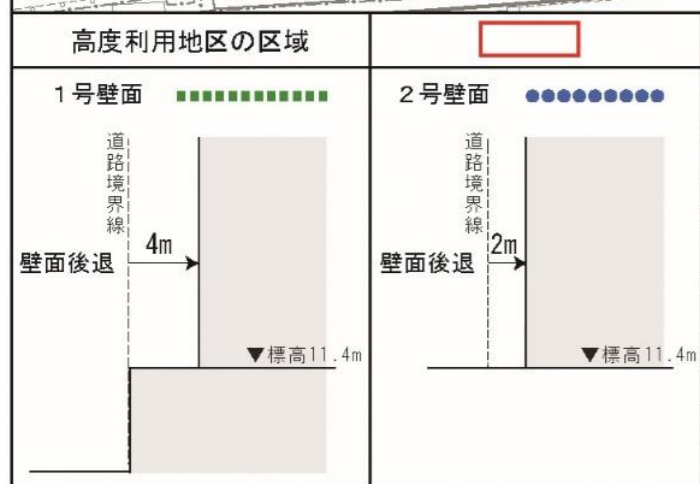 高度利用地区の区域
1号壁面
道路境界線
4m
壁面後退
▼標高11.4m
2号壁面
道路境界線
2m
壁面後退
▼標高11.4m